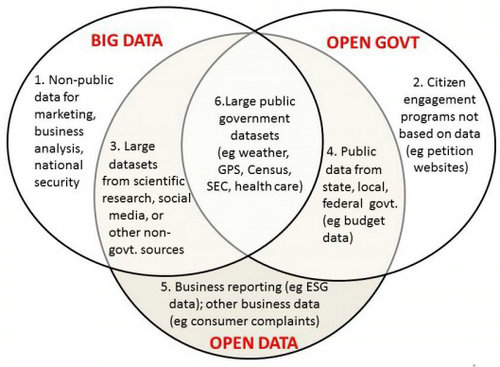 BIG DATA
OPEN GOVT
1. Non-public
data for
marketing,
business
analysis,
national
security
2. Citizen
engagement
programs not
based on data
(eg petition
websites)
6.Large public
government
datasets
(eg weather,
GPS, Census,
SEC, health care)
3. Large
datasets
from scientific
research, social
media, or
other non-
govt. sources
4. Public
data from
state, local,
federal govt.
(eg budget
data)
5. Business reporting (eg ESG
data); other business data
(eg consumer complaints)
OPEN DATA